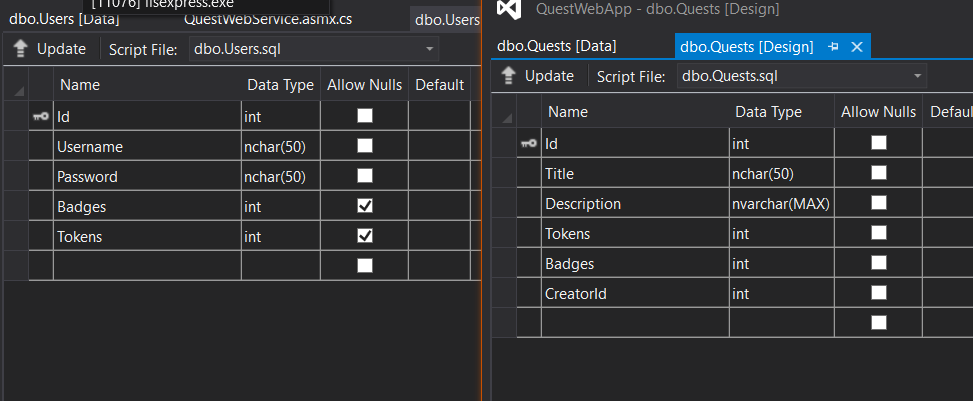 [11076] iisexpress.exe
dbo.Users [Data] QuestWebService.asmx.cs dbo.Users
Update Script File: dbo.Users.sql
Name Data Type Allow Nulls Default
Id int
Username nchar(50)
Password nchar(50)
Badges int
Tokens int
QuestWebApp - dbo.Quests [Design]
dbo.Quests [Data] dbo.Quests [Design]
Update Script File: dbo.Quests.sql
Name Data Type Allow Nulls Defau
Id int
Title nchar(50)
Description nvarchar(MAX)
Tokens int
Badges int
CreatorId int